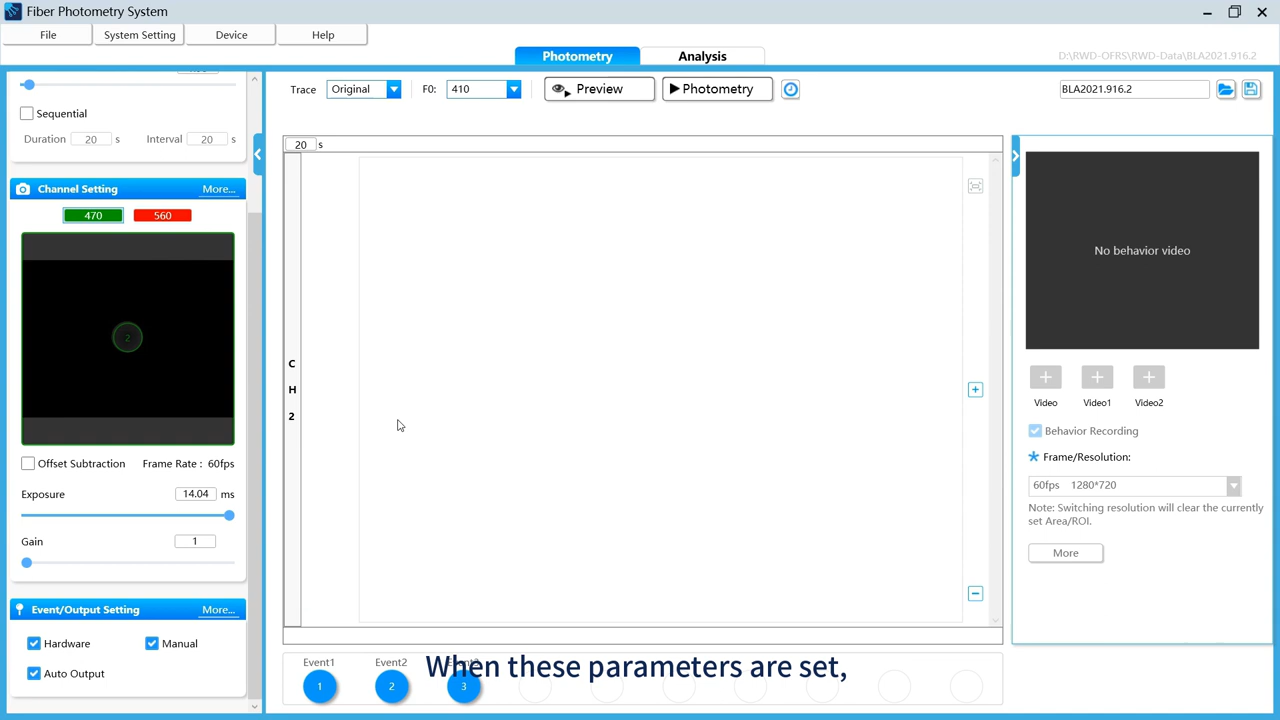 Fiber Photometry System
File
System Setting
Device
Help
Photometry
Analysis
D:\RWD-OFRS\RWD-Data\BLA2021.916.2
Trace
Original
F0:
410
Preview
Photometry
BLA2021.916.2
Sequential
Duration 20 s Interval 20 s
Channel Setting
More...
470
560
2
Offset Subtraction
Frame Rate : 60fps
Exposure
14.04 ms
Gain
1
Event/Output Setting
More...
Hardware
Manual
Auto Output
20 s
C
H
2
No behavior video
Video
Video1
Video2
Behavior Recording
Frame/Resolution:
60fps 1280*720
Note: Switching resolution will clear the currently
set Area/ROI.
More
Event1
Event2
1
2
3
When these parameters are set,